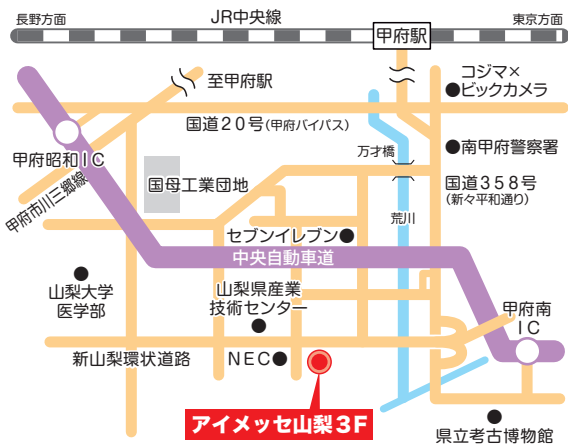 長野方面
JR中央線
東京方面
甲府駅
至甲府駅
コジマ×
ビックカメラ
国道20号(甲府バイパス)
甲府昭和IC
万才橋
南甲府警察署
甲府市川三郷線
国母工業団地
国道358号
(新々平和通り)
荒川
セブンイレブン
中央自動車道
山梨大学
医学部
山梨県産業
技術センター
甲府南
IC
新山梨環状道路
NEC
アイメッセ山梨3F
県立考古博物館